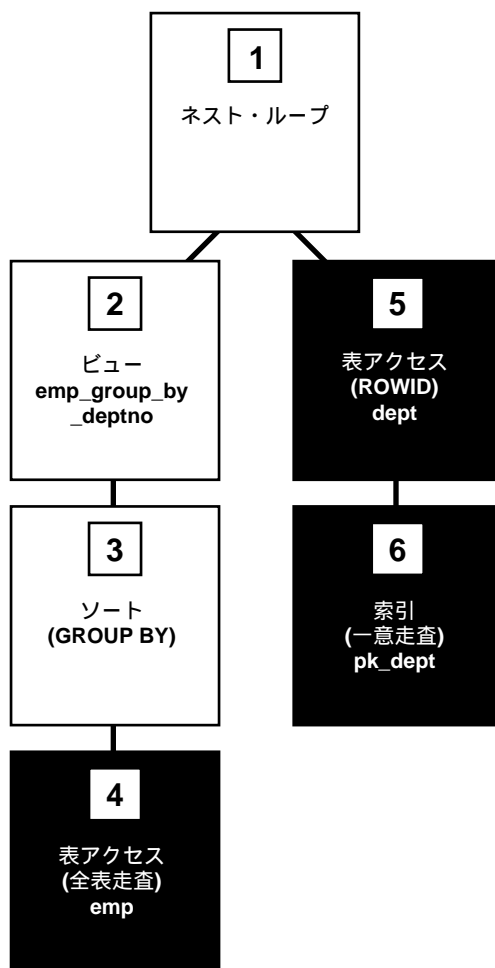 1
ネスト・ループ
2
ビュー
emp_group_by
_deptno
5
表アクセス
(ROWID)
dept
3
ソート
(GROUP BY)
6
索引
(一意走査)
pk_dept
4
表アクセス
(全表走査)
emp